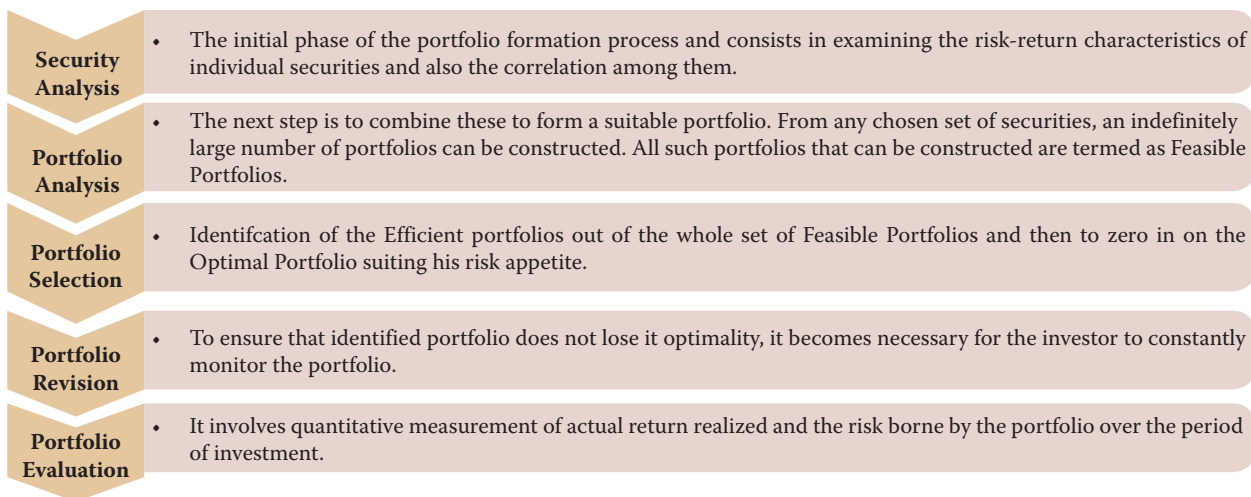 Security
Analysis
• The initial phase of the portfolio formation process and consists in examining the risk-return characteristics of
individual securities and also the correlation among them.
Portfolio
Analysis
• The next step is to combine these to form a suitable portfolio. From any chosen set of securities, an indefinitely
large number of portfolios can be constructed. All such portfolios that can be constructed are termed as Feasible
Portfolios.
Portfolio
Selection
• Identifcation of the Efficient portfolios out of the whole set of Feasible Portfolios and then to zero in on the
Optimal Portfolio suiting his risk appetite.
Portfolio
Revision
• To ensure that identified portfolio does not lose it optimality, it becomes necessary for the investor to constantly
monitor the portfolio.
Portfolio
Evaluation
• It involves quantitative measurement of actual return realized and the risk borne by the portfolio over the period
of investment.